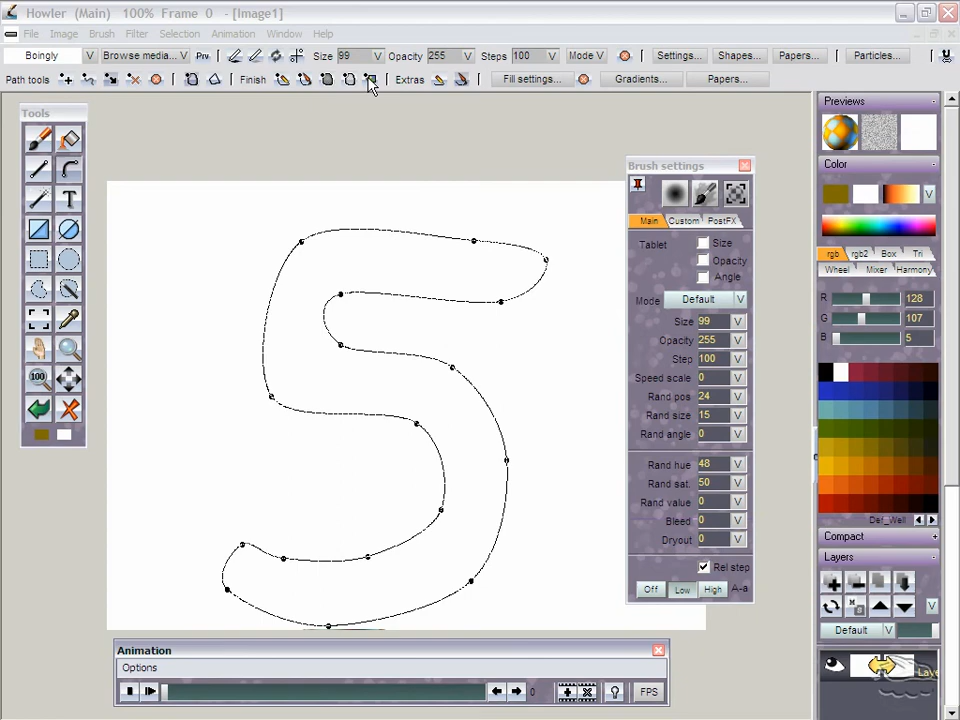 Howler (Main) 100% Frame 0 - [Image1]
File Image Brush Filter Selection Animation Window Help
Boingly V Browse media... V Prv Size 99 V Opacity 255 V Steps 100 V Mode V Settings... Shapes... Papers... Particles...
Path tools Finish Extras Fill settings... Gradients... Papers...
Tools
T
100
Brush settings
Main Custom PostFX
Tablet Size
Opacity
Angle
Mode Default V
Size 99 V
Opacity 255 V
Step 100 V
Speed scale 0 V
Rand pos 24 V
Rand size 15 V
Rand angle 0 V
Rand hue 48 V
Rand sat. 50 V
Rand value 0 V
Bleed 0 V
Dryout 0 V
Rel step
Off Low High A-a
Previews -
Color -
V
rgb rgb2 Box Tri
Wheel Mixer Harmony
R 128
G 107
B 5
Def_Well
Compact +
Layers -
M S
V
Default V
Laye
Animation
Options
0 FPS